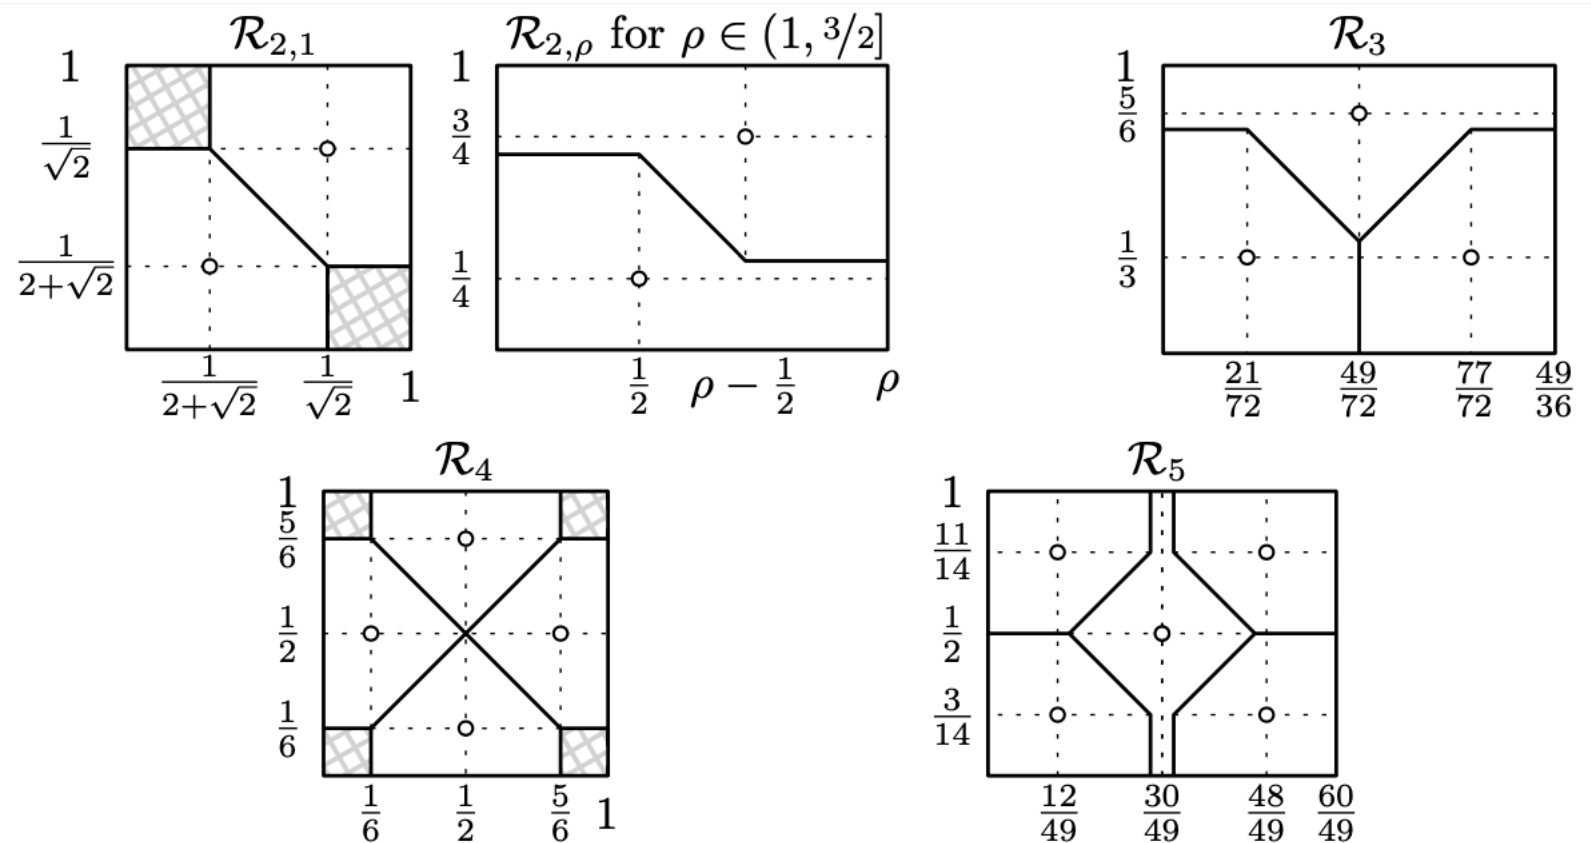 R_{2,1}
1
1/√2
1/(2+√2)
1/(2+√2) 1/√2 1
R_{2,ρ} for ρ ∈ (1, 3/2]
1
3/4
1/4
1/2 ρ − 1/2 ρ
R_3
1
5/6
1/3
21/72 49/72 77/72 49/36
R_4
1
5/6
1/2
1/6
1/6 1/2 5/6 1
R_5
1
11/14
1/2
3/14
12/49 30/49 48/49 60/49